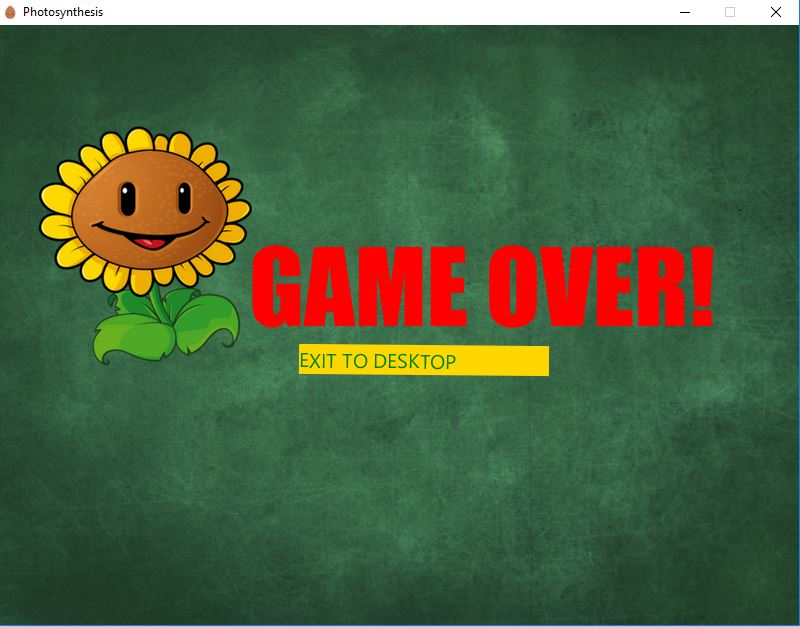 Photosynthesis
GAME OVER!
EXIT TO DESKTOP